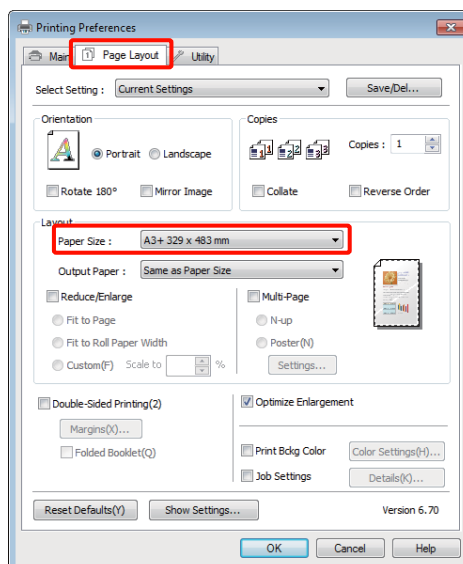 Printing Preferences
Main Page Layout Utility
Select Setting : Current Settings Save/Del...
Orientation Copies
Portrait Landscape Copies : 1
Rotate 180° Mirror Image Collate Reverse Order
Layout
Paper Size : A3+ 329 x 483 mm
Output Paper : Same as Paper Size
Reduce/Enlarge Multi-Page
Fit to Page N-up
Fit to Roll Paper Width Poster(N)
Custom(F) Scale to % Settings...
Double-Sided Printing(2) Optimize Enlargement
Margins(X)...
Folded Booklet(Q) Print Bckg Color Color Settings(H)...
Job Settings Details(K)...
Reset Defaults(Y) Show Settings... Version 6.70
OK Cancel Help